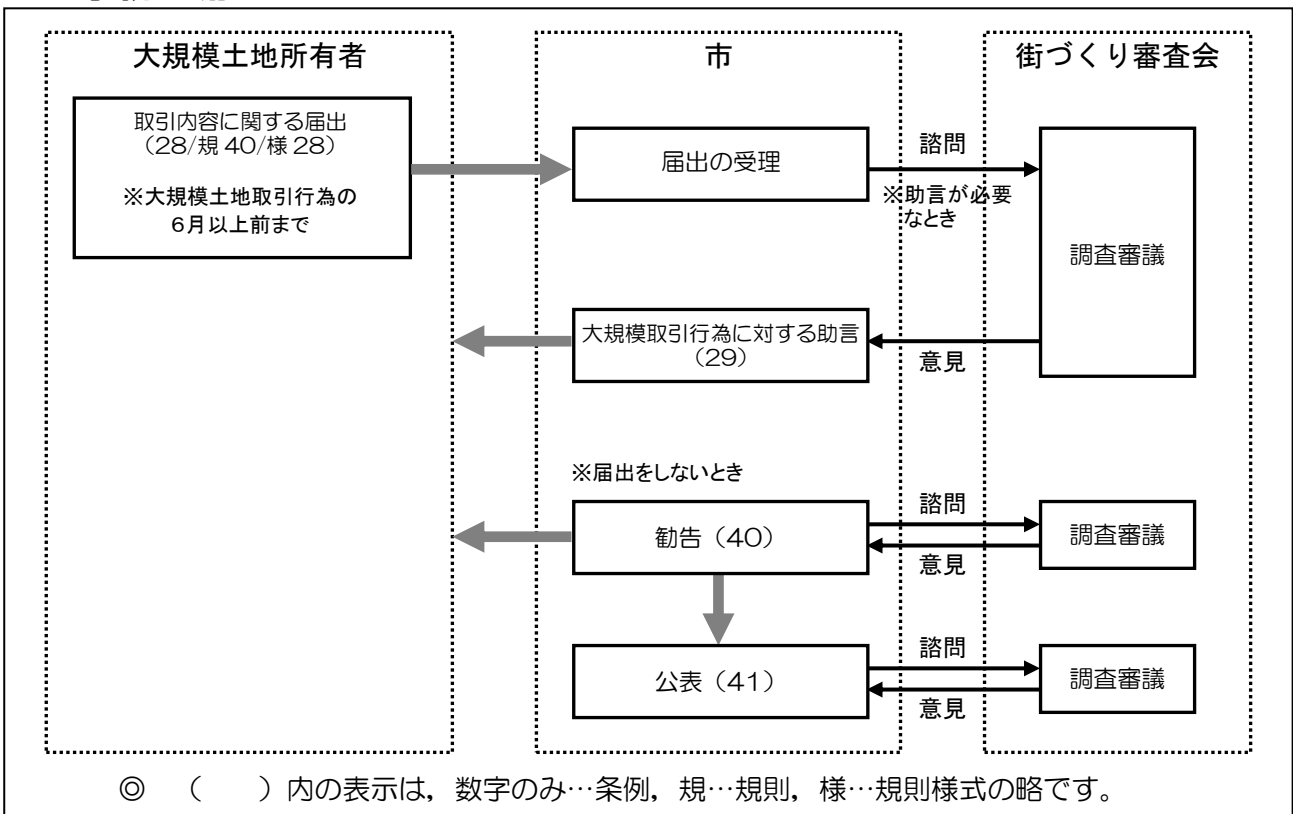 大規模土地所有者
市
街づくり審査会
取引内容に関する届出
(28/規40/様28)
※大規模土地取引行為の
6月以上前まで
届出の受理
諮問
※助言が必要
なとき
調査審議
大規模取引行為に対する助言
(29)
意見
※届出をしないとき
勧告(40)
諮問
意見
調査審議
公表(41)
諮問
意見
調査審議
◎ ( )内の表示は,数字のみ…条例,規…規則,様…規則様式の略です。